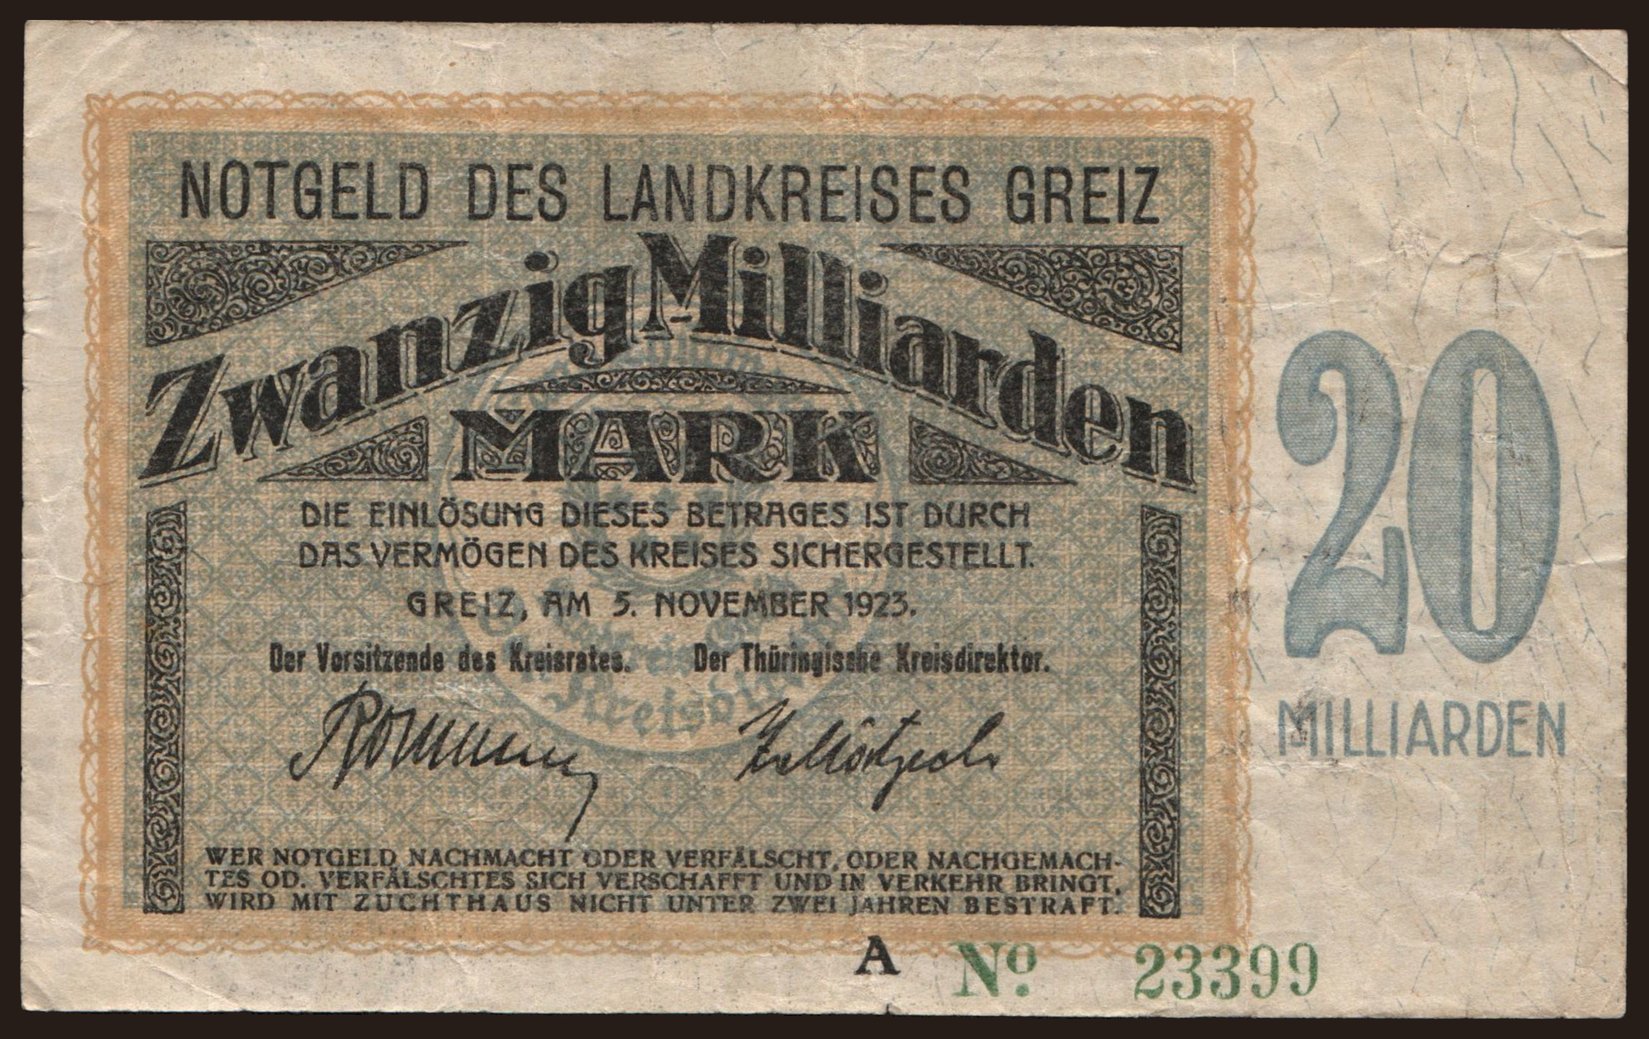 NOTGELD DES LANDKREISES GREIZ
Zwanzig Milliarden
MARK
DIE EINLÖSUNG DIESES BETRAGES IST DURCH
DAS VERMÖGEN DES KREISES SICHERGESTELLT.
GREIZ, AM 5. NOVEMBER 1923.
Der Vorsitzende des Kreisrates. Der Thüringische Kreisdirektor.
WER NOTGELD NACHMACHT ODER VERFÄLSCHT, ODER NACHGEMACH-
TES OD. VERFÄLSCHTES SICH VERSCHAFFT UND IN VERKEHR BRINGT,
WIRD MIT ZUCHTHAUS NICHT UNTER ZWEI JAHREN BESTRAFT.
A No. 23399
20
MILLIARDEN